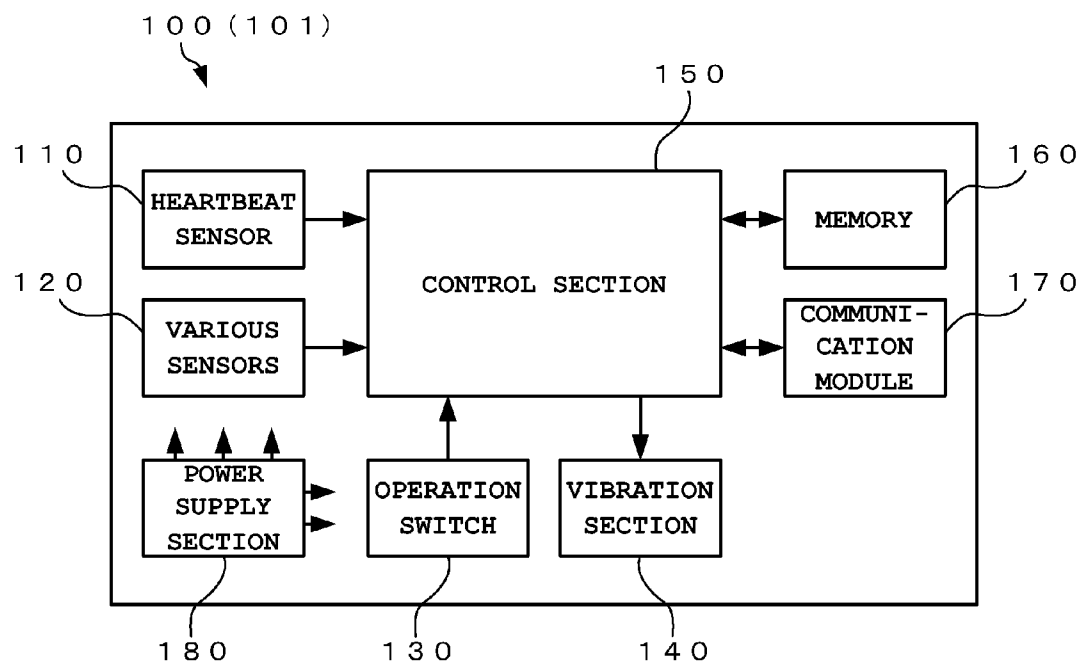 100(101)
150
110
160
HEARTBEAT
SENSOR
MEMORY
CONTROL SECTION
120
170
VARIOUS
SENSORS
COMMUNI-
CATION
MODULE
POWER
SUPPLY
SECTION
OPERATION
SWITCH
VIBRATION
SECTION
180
130
140